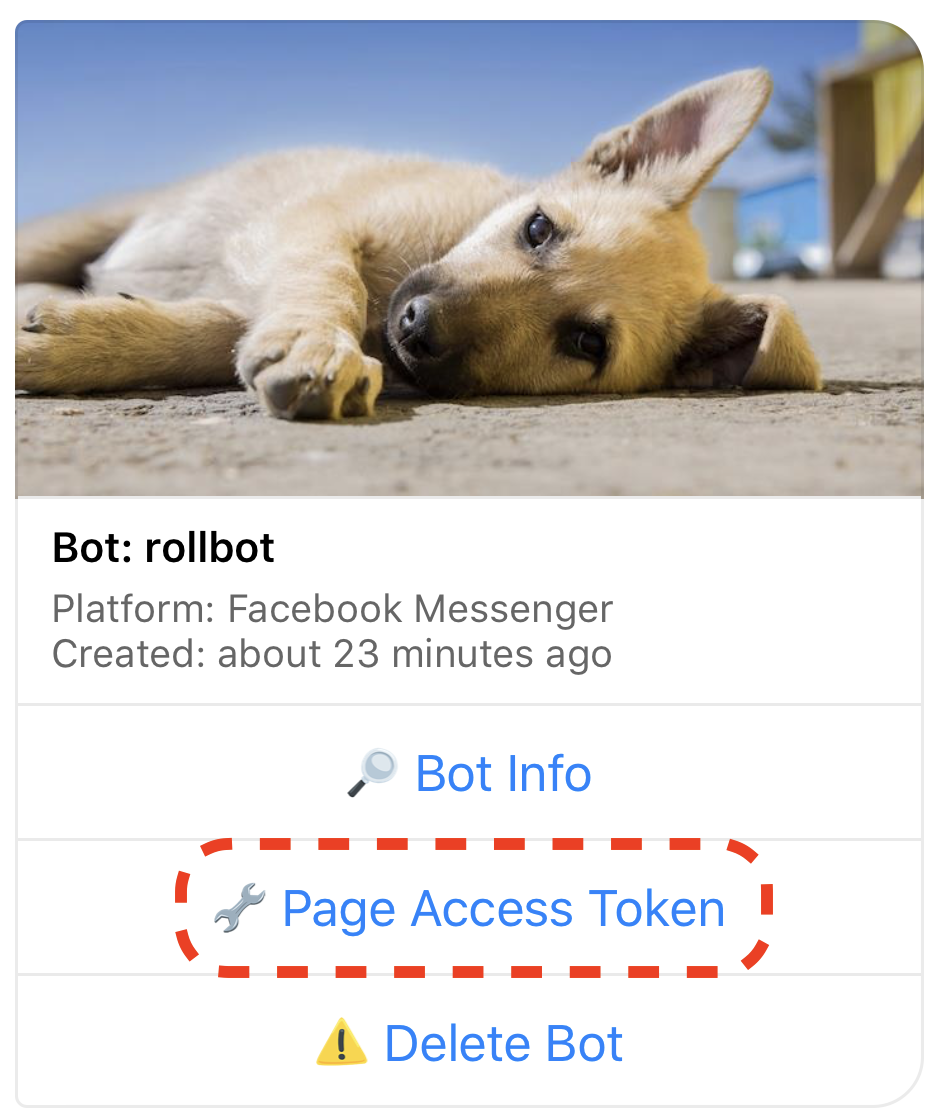 Bot: rollbot
Platform: Facebook Messenger
Created: about 23 minutes ago
🔎 Bot Info
🔧 Page Access Token
⚠️ Delete Bot